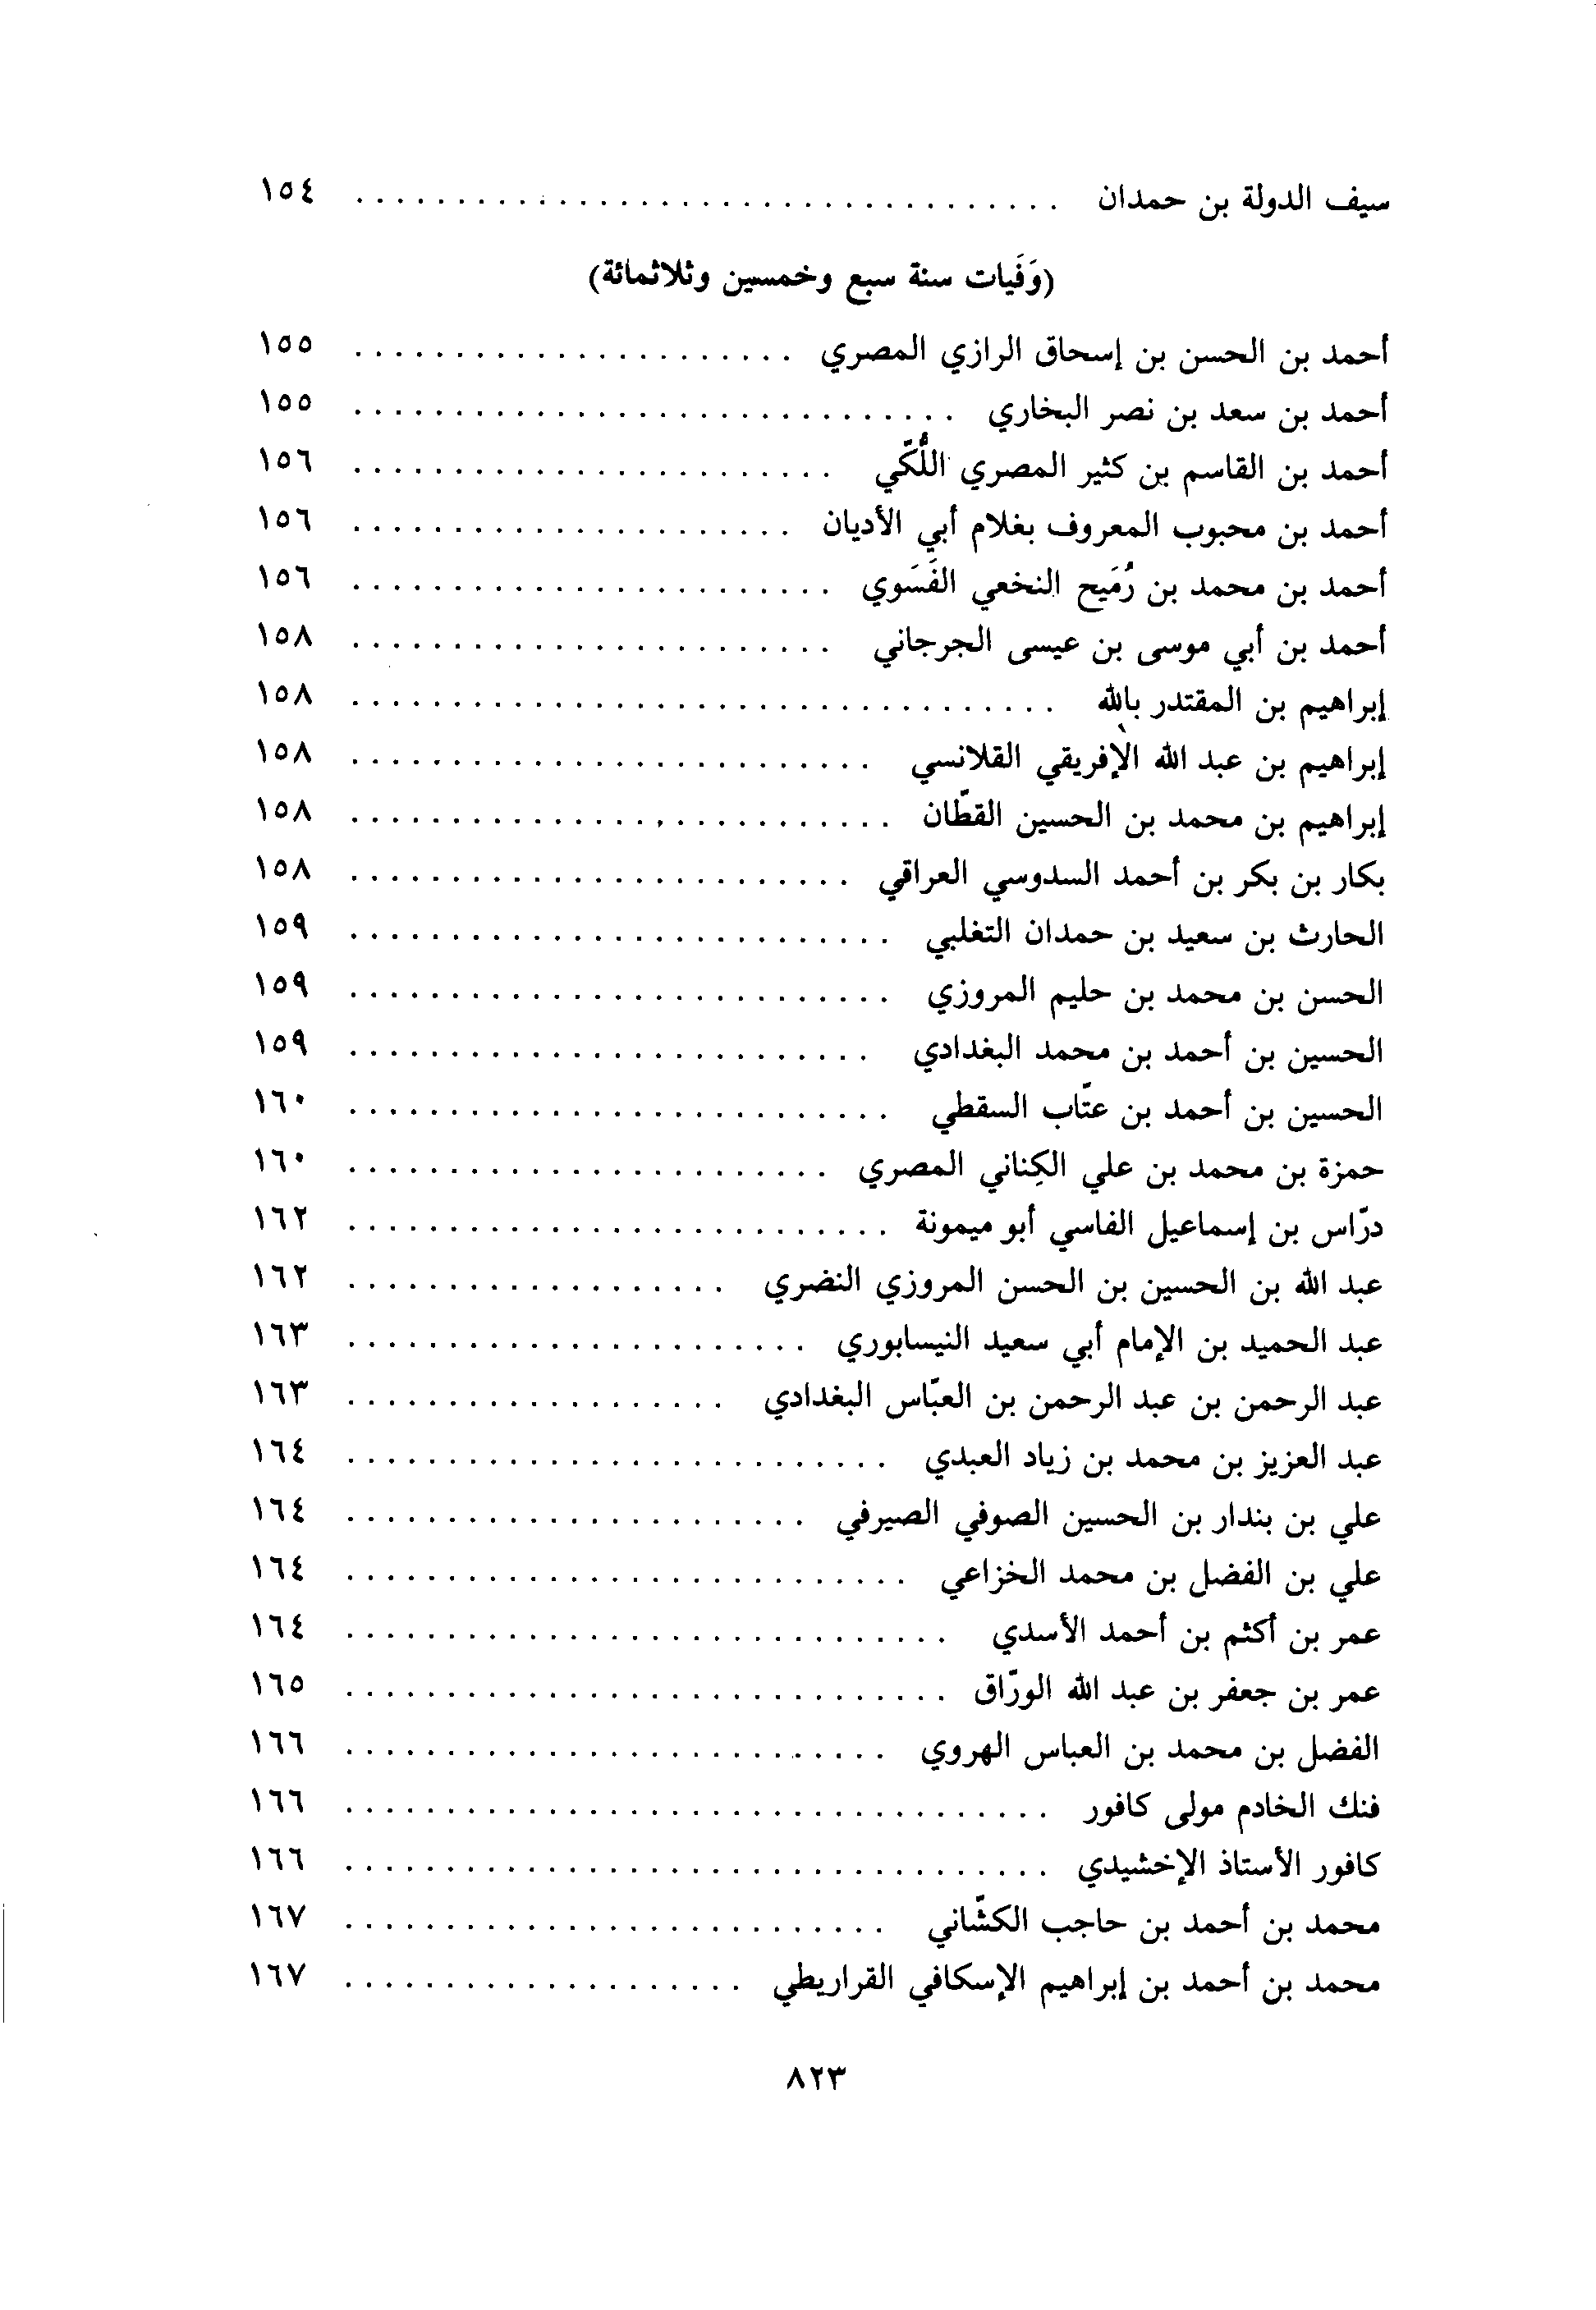 سيف الدولة بن حمدان . . . . . . . . . . . . . . . . . . . . . . . . . . . . . . . . . . . ١٥٤
(وَفَيات سنة سبع وخمسين وثلاثمائة)
أحمد بن الحسن بن إسحاق الرازي المصري . . . . . . . . . . . . . . . . . . . . . . ١٥٥
أحمد بن سعد بن نصر البخاري . . . . . . . . . . . . . . . . . . . . . . . . . . . . . . ١٥٥
أحمد بن القاسم بن كثير المصري اللُّكّي . . . . . . . . . . . . . . . . . . . . . . . . ١٥٦
أحمد بن محبوب المعروف بغلام أبي الأديان . . . . . . . . . . . . . . . . . . . . . . ١٥٦
أحمد بن محمد بن رُمَيح النخعي الفَسَوي . . . . . . . . . . . . . . . . . . . . . . . . ١٥٦
أحمد بن أبي موسى بن عيسى الجرجاني . . . . . . . . . . . . . . . . . . . . . . . . ١٥٨
إبراهيم بن المقتدر بالله . . . . . . . . . . . . . . . . . . . . . . . . . . . . . . . . . . . ١٥٨
إبراهيم بن عبد الله الإفريقي القلانسي . . . . . . . . . . . . . . . . . . . . . . . . . . ١٥٨
إبراهيم بن محمد بن الحسين القطّان . . . . . . . . . . . . . . . . . . . . . . . . . . . ١٥٨
بكار بن بكر بن أحمد السدوسي العراقي . . . . . . . . . . . . . . . . . . . . . . . . . ١٥٨
الحارث بن سعيد بن حمدان التغلبي . . . . . . . . . . . . . . . . . . . . . . . . . . . ١٥٩
الحسن بن محمد بن حليم المروزي . . . . . . . . . . . . . . . . . . . . . . . . . . . ١٥٩
الحسين بن أحمد بن محمد البغدادي . . . . . . . . . . . . . . . . . . . . . . . . . . ١٥٩
الحسين بن أحمد بن عتّاب السقطي . . . . . . . . . . . . . . . . . . . . . . . . . . . ١٦٠
حمزة بن محمد بن علي الكِناني المصري . . . . . . . . . . . . . . . . . . . . . . . . ١٦٠
درّاس بن إسماعيل الفاسي أبو ميمونة . . . . . . . . . . . . . . . . . . . . . . . . . . . ١٦٢
عبد الله بن الحسين بن الحسن المروزي النضري . . . . . . . . . . . . . . . . . . . ١٦٢
عبد الحميد بن الإمام أبي سعيد النيسابوري . . . . . . . . . . . . . . . . . . . . . . . ١٦٣
عبد الرحمن بن عبد الرحمن بن العبّاس البغدادي . . . . . . . . . . . . . . . . . . . ١٦٣
عبد العزيز بن محمد بن زياد العبدي . . . . . . . . . . . . . . . . . . . . . . . . . . . ١٦٤
علي بن بندار بن الحسين الصوفي الصيرفي . . . . . . . . . . . . . . . . . . . . . . . ١٦٤
علي بن الفضل بن محمد الخزاعي . . . . . . . . . . . . . . . . . . . . . . . . . . . . ١٦٤
عمر بن أكثم بن أحمد الأسدي . . . . . . . . . . . . . . . . . . . . . . . . . . . . . . ١٦٤
عمر بن جعفر بن عبد الله الورّاق . . . . . . . . . . . . . . . . . . . . . . . . . . . . . . ١٦٥
الفضل بن محمد بن العباس الهروي . . . . . . . . . . . . . . . . . . . . . . . . . . . ١٦٦
فنك الخادم مولى كافور . . . . . . . . . . . . . . . . . . . . . . . . . . . . . . . . . . . ١٦٦
كافور الأستاذ الإخشيدي . . . . . . . . . . . . . . . . . . . . . . . . . . . . . . . . . . . ١٦٦
محمد بن أحمد بن حاجب الكشّاني . . . . . . . . . . . . . . . . . . . . . . . . . . . ١٦٧
محمد بن أحمد بن إبراهيم الإسكافي القراريطي . . . . . . . . . . . . . . . . . . . . ١٦٧
٨٢٣